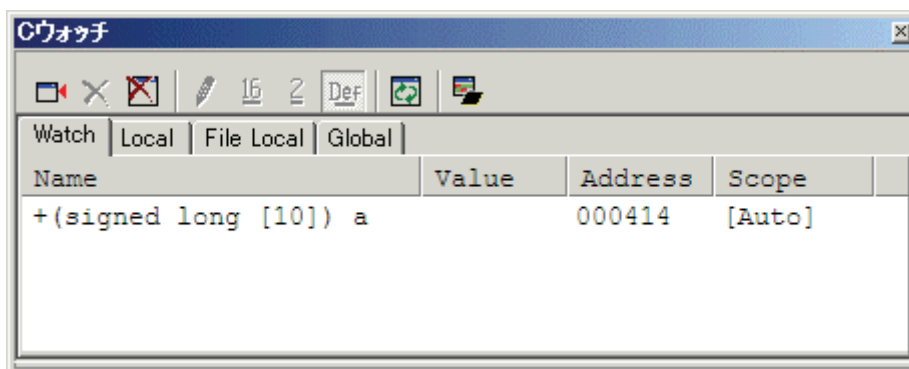 Cウォッチ
16 2 Def
Watch Local File Local Global
Name Value Address Scope
+(signed long [10]) a 000414 [Auto]